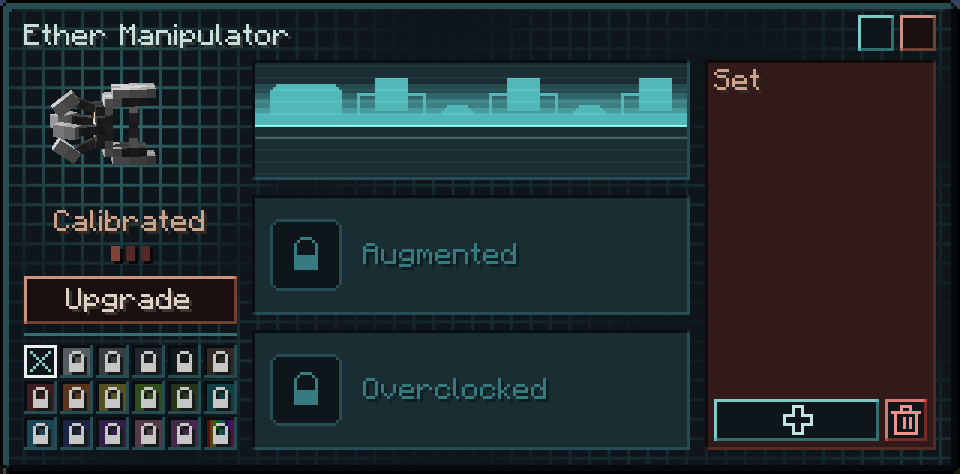 Ether Manipulator
Set
Calibrated
Upgrade
Augmented
Overclocked